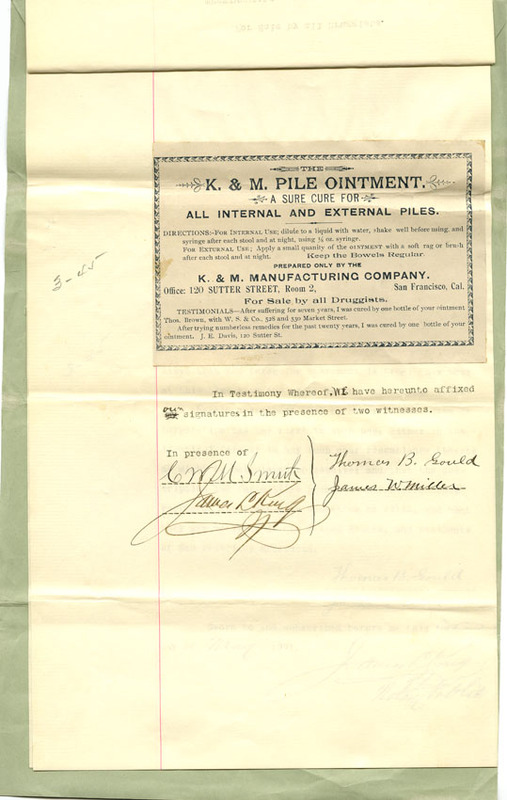 THE
K. & M. PILE OINTMENT.
A SURE CURE FOR
ALL INTERNAL AND EXTERNAL PILES.
DIRECTIONS:-FOR INTERNAL USE; dilute to a liquid with water, shake well before using, and
syringe after each stool and at night, using ¼ oz. syringe.
FOR EXTERNAL USE; Apply a small quantity of the OINTMENT with a soft rag or brush
after each stool and at night. Keep the Bowels Regular.
PREPARED ONLY BY THE
K. & M. MANUFACTURING COMPANY.
Office: 120 SUTTER STREET, Room 2, San Francisco, Cal.
For Sale by all Druggists.
TESTIMONIALS—After suffering for seven years, I was cured by one bottle of your ointment
Thos. Brown, with W. S. & Co., 528 and 530 Market Street.
After trying numberless remedies for the past twenty years, I was cured by one bottle of your
ointment. J. E. Davis, 120 Sutter St.
3-45
In Testimony Whereof, WE have hereunto affixed
our signatures in the presence of two witnesses.
In presence of
Thomas B. Gould
James W. Miller
James L. King